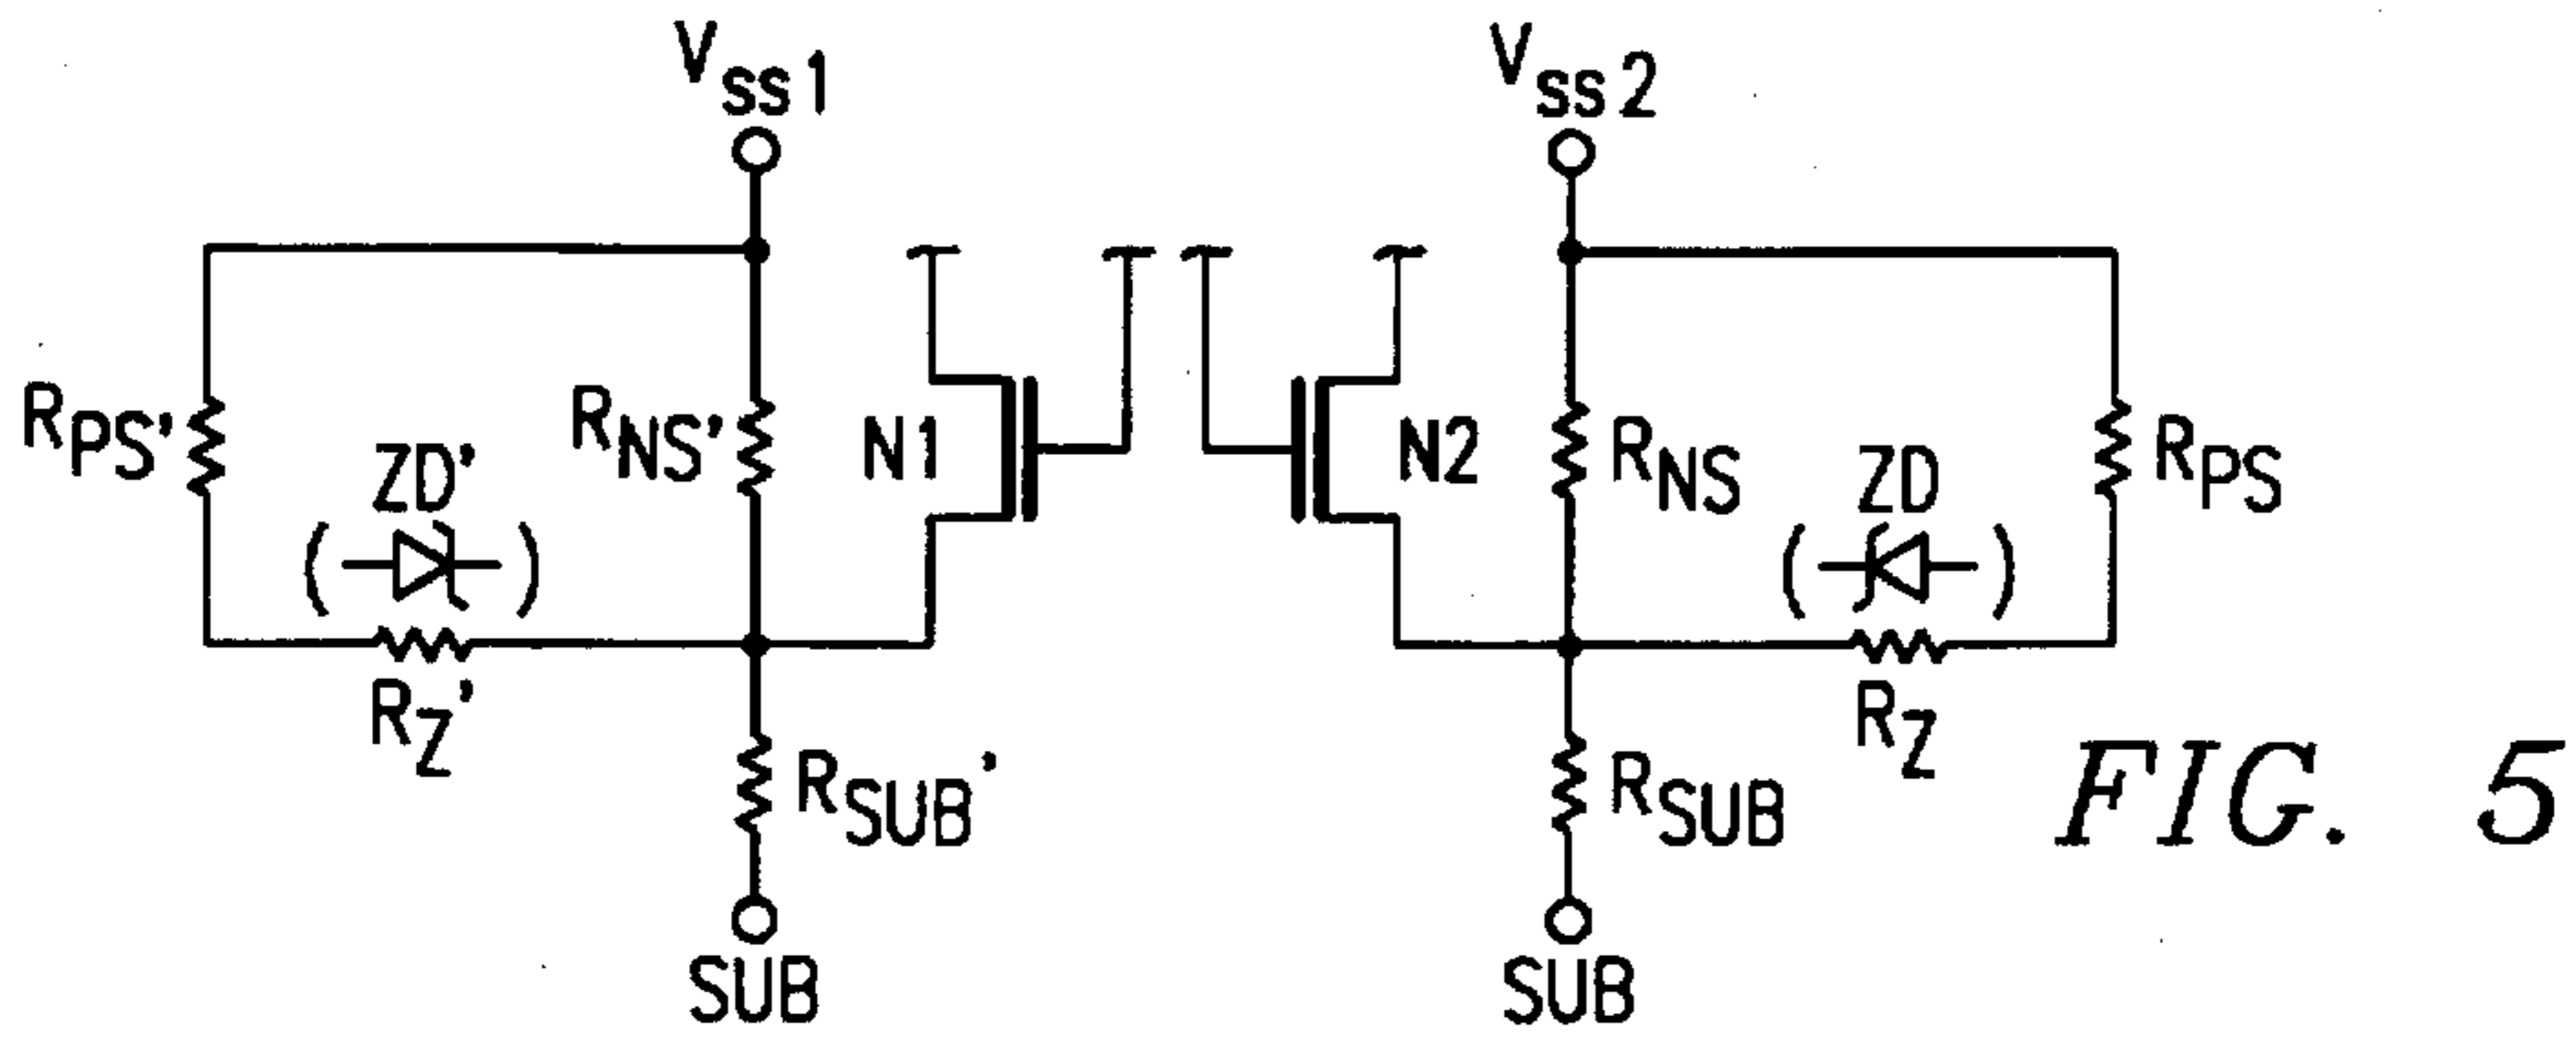 Vss1
Vss2
RPS'
ZD'
RNS'
N1
N2
RNS
ZD
RPS
RZ'
RZ
RSUB'
RSUB
SUB
SUB
FIG. 5